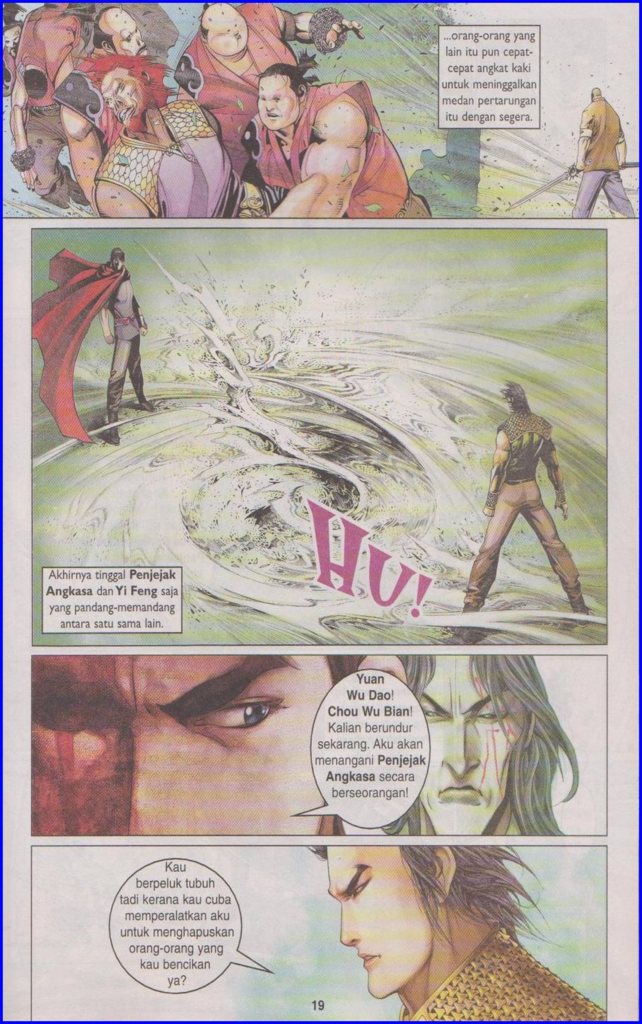 ...orang-orang yang
lain itu pun cepat-
cepat angkat kaki
untuk meninggalkan
medan pertarungan
itu dengan segera.
HU!
Akhirnya tinggal Penjejak
Angkasa dan Yi Feng saja
yang pandang-memandang
antara satu sama lain.
Yuan
Wu Dao!
Chou Wu Bian!
Kalian berundur
sekarang. Aku akan
menangani Penjejak
Angkasa secara
berseorangan!
Kau
berpeluk tubuh
tadi kerana kau cuba
memperalatkan aku
untuk menghapuskan
orang-orang yang
kau bencikan
ya?
19